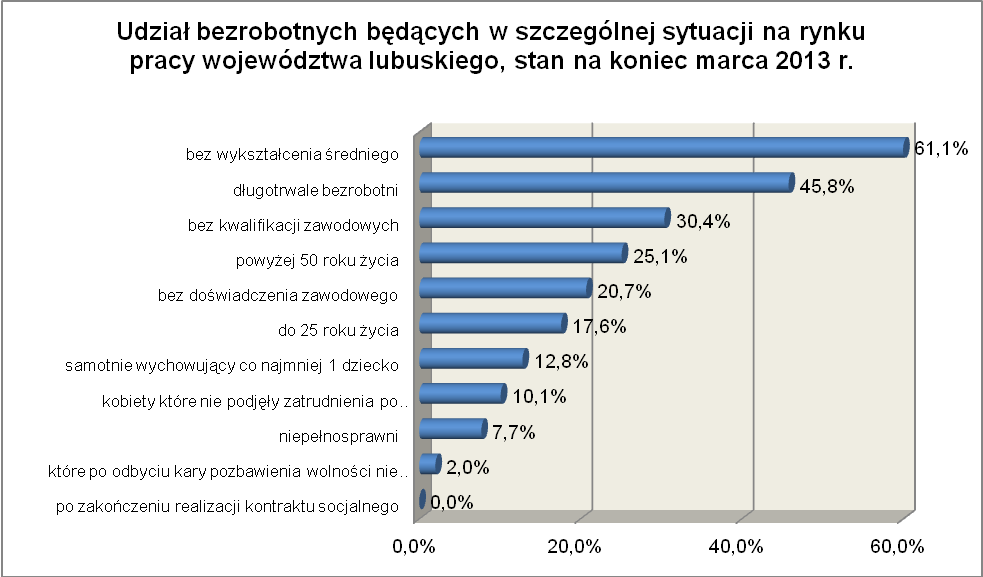 Udział bezrobotnych będących w szczególnej sytuacji na rynku
pracy województwa lubuskiego, stan na koniec marca 2013 r.
bez wykształcenia średniego 61,1%
długotrwale bezrobotni 45,8%
bez kwalifikacji zawodowych 30,4%
powyżej 50 roku życia 25,1%
bez doświadczenia zawodowego 20,7%
do 25 roku życia 17,6%
samotnie wychowujący co najmniej 1 dziecko 12,8%
kobiety które nie podjęły zatrudnienia po.. 10,1%
niepełnosprawni 7,7%
które po odbyciu kary pozbawienia wolności nie.. 2,0%
po zakończeniu realizacji kontraktu socjalnego 0,0%
0,0% 20,0% 40,0% 60,0%